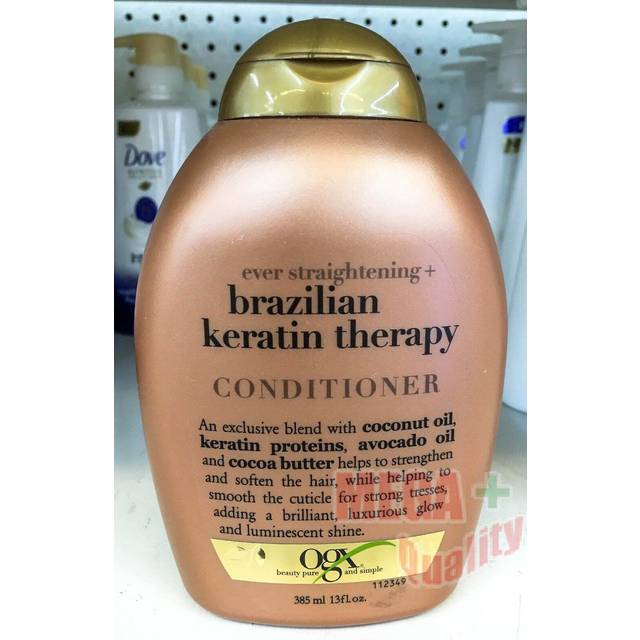 Dove
ever straightening +
brazilian
keratin therapy
CONDITIONER
An exclusive blend with coconut oil,
keratin proteins, avocado oil
and cocoa butter helps to strengthen
and soften the hair, while helping to
smooth the cuticle for strong tresses,
adding a brilliant, luxurious glow
and luminescent shine.
MEGA +
Quality
ogx
beauty pure and simple
112349
385 ml 13fl.oz.